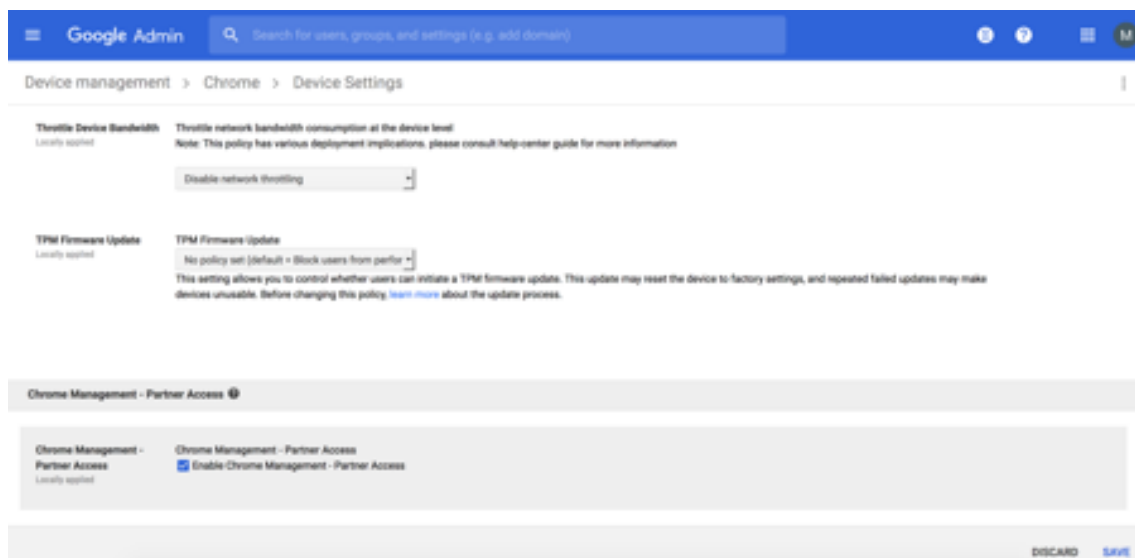 Google Admin
Search for users, groups, and settings (e.g. add domain)
M
Device management > Chrome > Device Settings
Throttle Device Bandwidth
Locally applied
Throttle network bandwidth consumption at the device level
Note: This policy has various deployment implications. please consult help-center guide for more information
Disable network throttling
TPM Firmware Update
Locally applied
TPM Firmware Update
No policy set (default = Block users from perfor
This setting allows you to control whether users can initiate a TPM firmware update. This update may reset the device to factory settings, and repeated failed updates may make
devices unusable. Before changing this policy, learn more about the update process.
Chrome Management - Partner Access
Chrome Management -
Partner Access
Locally applied
Chrome Management - Partner Access
Enable Chrome Management - Partner Access
DISCARD
SAVE